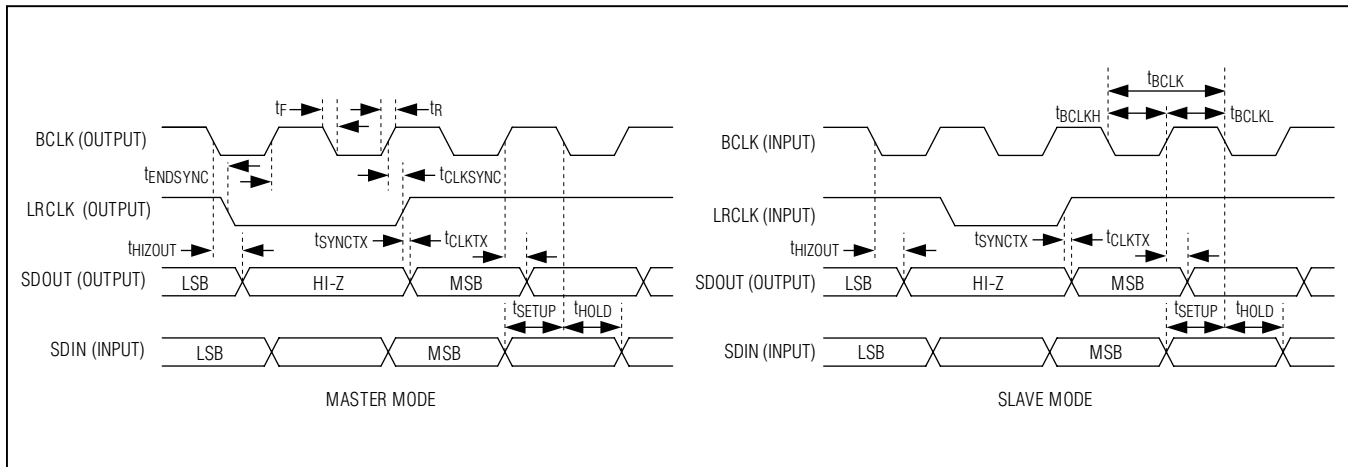 tF
tR
BCLK (OUTPUT)
tENDSYNC
tCLKSYNC
LRCLK (OUTPUT)
tHIZOUT
tSYNCTX
tCLKTX
SDOUT (OUTPUT)
LSB
HI-Z
MSB
tSETUP
tHOLD
SDIN (INPUT)
LSB
MSB
MASTER MODE
tBCLK
tBCLKH
tBCLKL
BCLK (INPUT)
LRCLK (INPUT)
tHIZOUT
tSYNCTX
tCLKTX
SDOUT (OUTPUT)
LSB
HI-Z
MSB
tSETUP
tHOLD
SDIN (INPUT)
LSB
MSB
SLAVE MODE